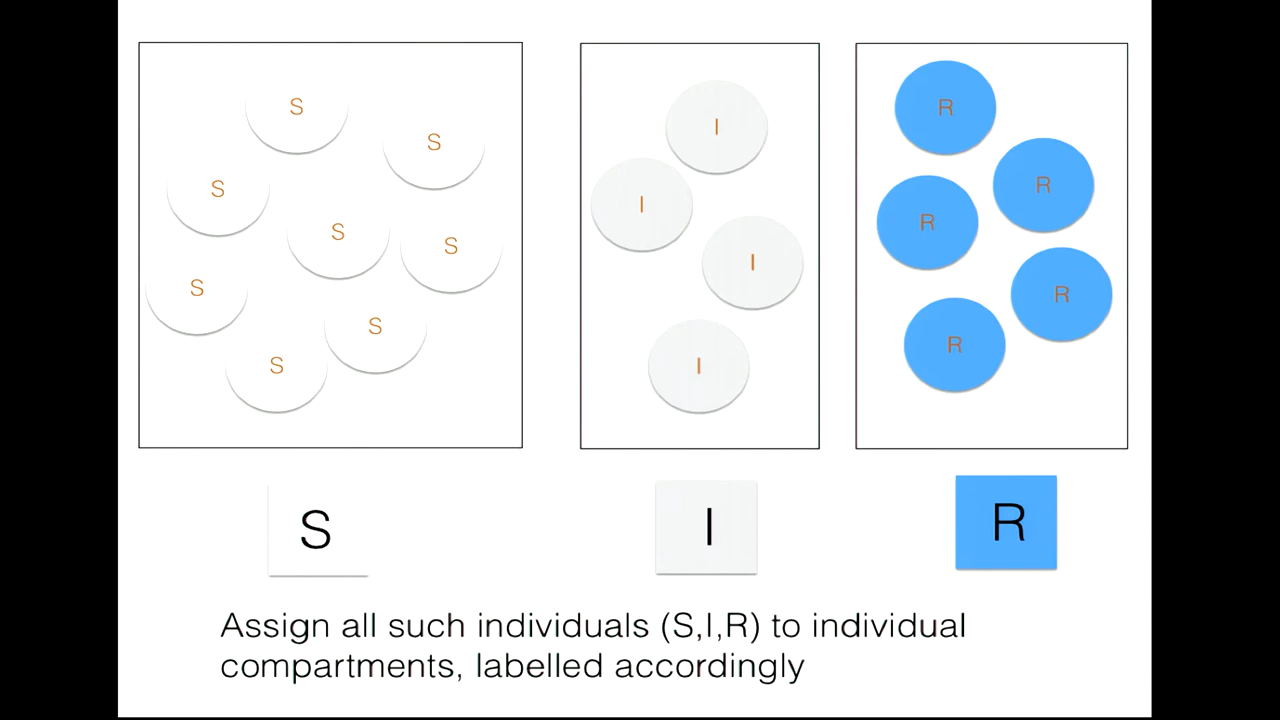 S
S
S
S
S
S
S
S
I
I
I
I
R
R
R
R
R
S
I
R
Assign all such individuals (S,I,R) to individual
compartments, labelled accordingly